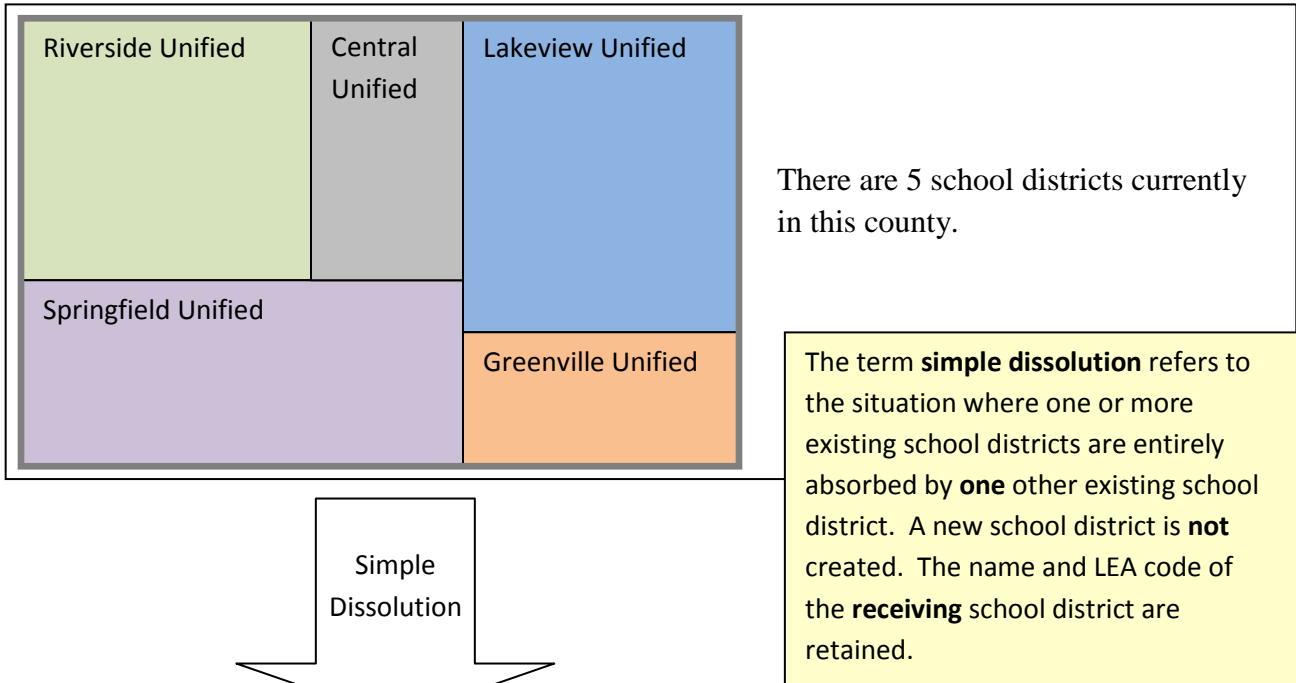 Riverside Unified
Central
Unified
Lakeview Unified
There are 5 school districts currently
in this county.
Springfield Unified
Greenville Unified
The term simple dissolution refers to
the situation where one or more
existing school districts are entirely
absorbed by one other existing school
district. A new school district is not
created. The name and LEA code of
the receiving school district are
retained.
Simple
Dissolution